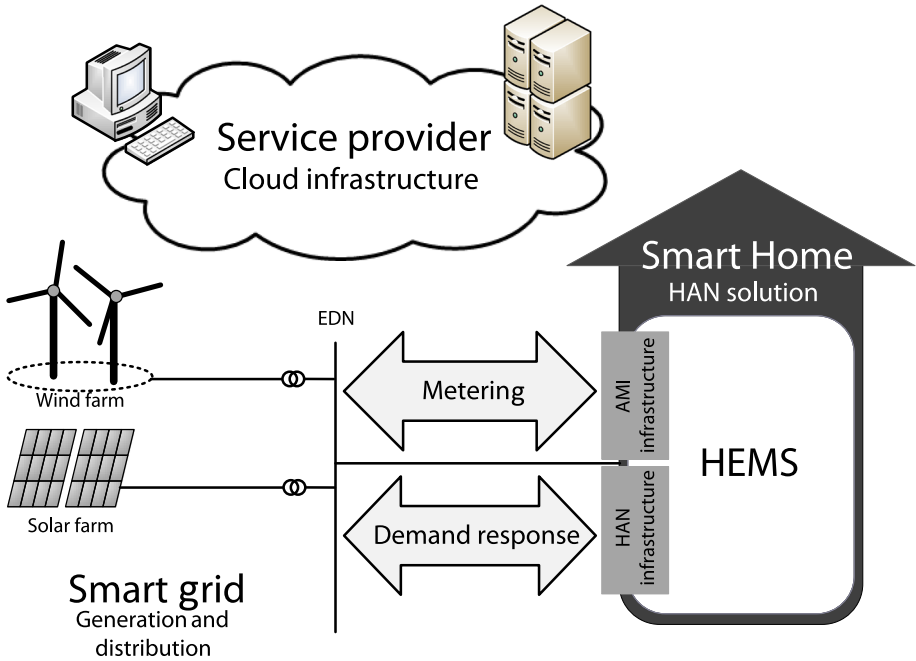 Service provider
Cloud infrastructure
Smart Home
HAN solution
EDN
Wind farm
Metering
AMI
infrastructure
HEMS
Solar farm
Demand response
HAN
infrastructure
Smart grid
Generation and
distribution